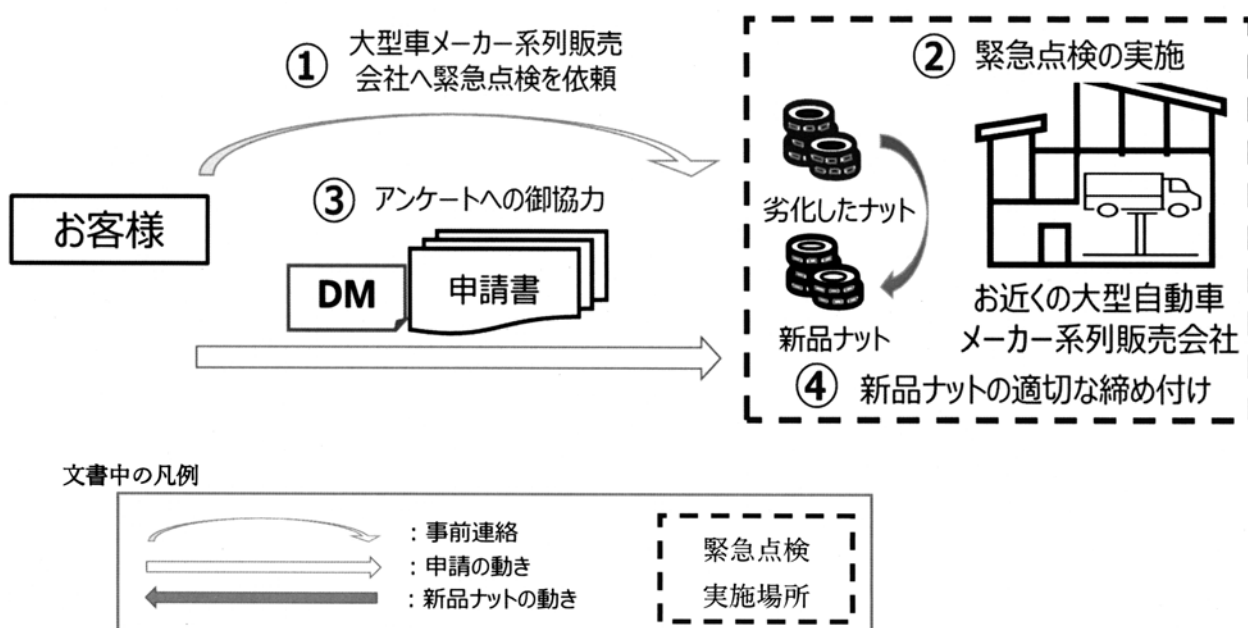 ① 大型車メーカー系列販売
会社へ緊急点検を依頼
② 緊急点検の実施
お客様
③ アンケートへの御協力
DM
申請書
劣化したナット
新品ナット
お近くの大型自動車
メーカー系列販売会社
④ 新品ナットの適切な締め付け
文書中の凡例
：事前連絡
：申請の動き
：新品ナットの動き
緊急点検
実施場所